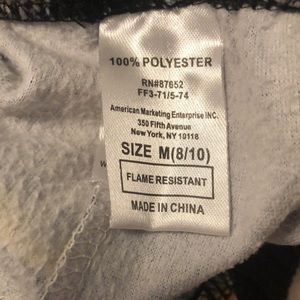 100% POLYESTER
RN#87652
FF3-71/5-74
American Marketing Enterprise INC.
350 Fifth Avenue
New York, NY 10118
SIZE M(8/10)
FLAME RESISTANT
MADE IN CHINA